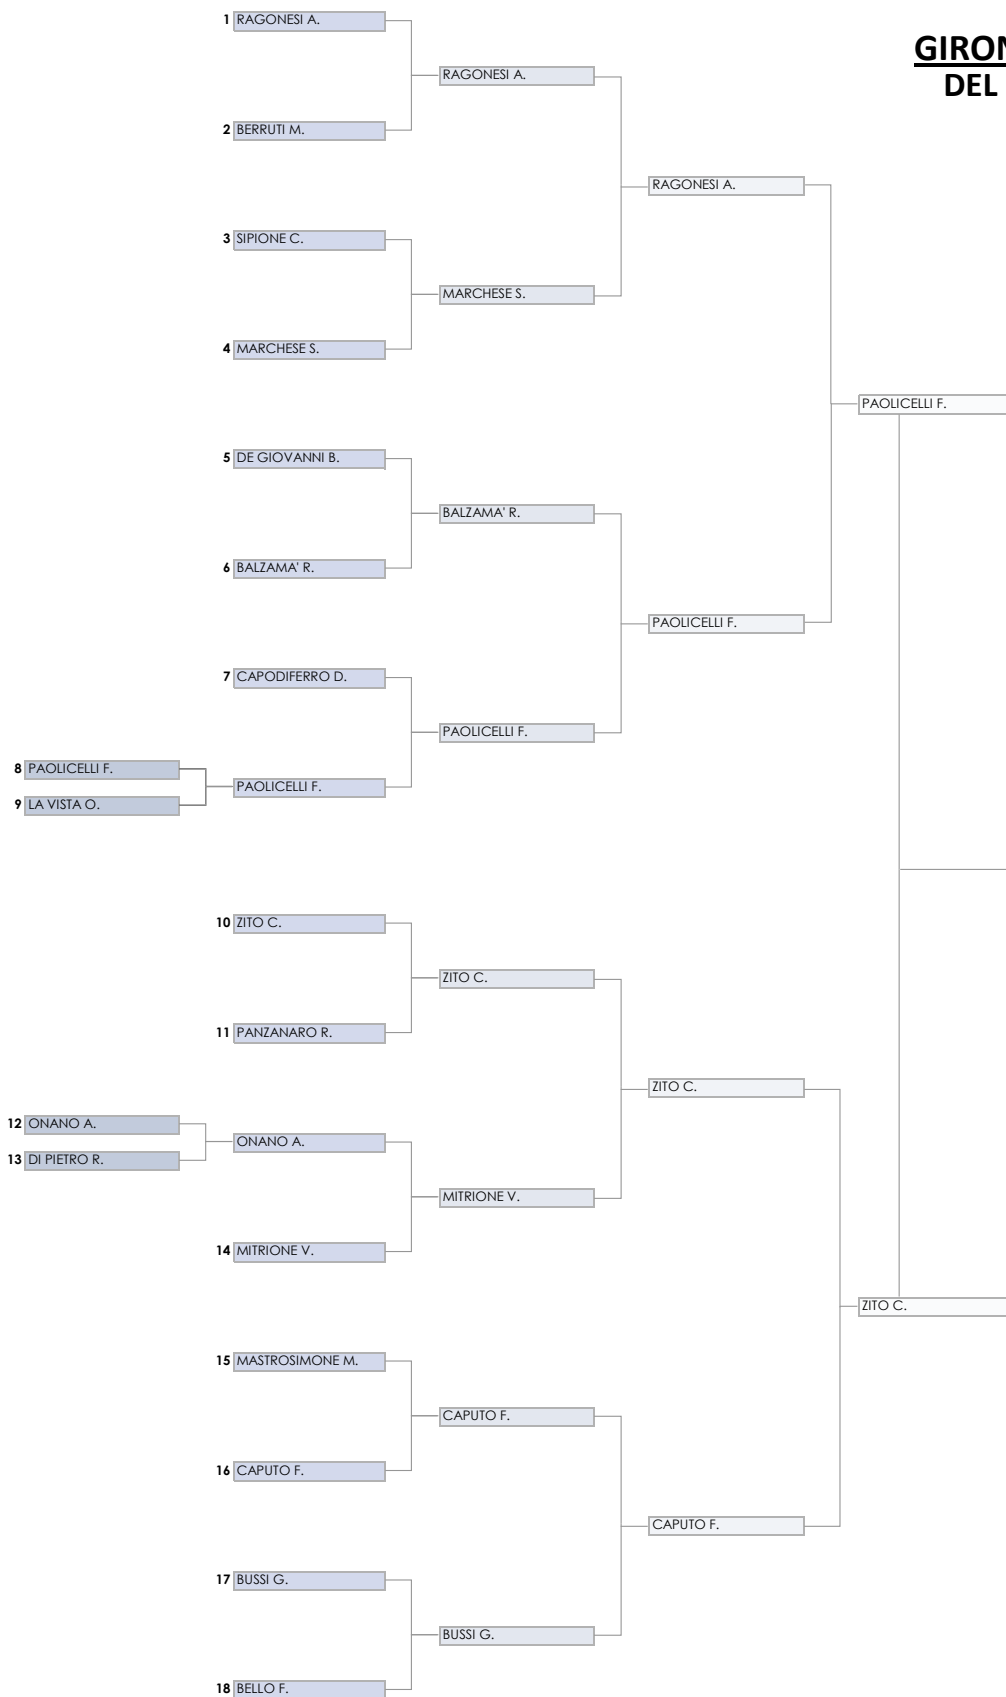 1 RAGONESI A.
GIRON
DEL
RAGONESI A.
2 BERRUTI M.
RAGONESI A.
3 SIPIONE C.
MARCHESE S.
4 MARCHESE S.
PAOLICELLI F.
5 DE GIOVANNI B.
BALZAMA' R.
6 BALZAMA' R.
PAOLICELLI F.
7 CAPODIFERRO D.
PAOLICELLI F.
8 PAOLICELLI F.
PAOLICELLI F.
9 LA VISTA O.
10 ZITO C.
ZITO C.
11 PANZANARO R.
ZITO C.
12 ONANO A.
ONANO A.
13 DI PIETRO R.
MITRIONE V.
14 MITRIONE V.
ZITO C.
15 MASTROSIMONE M.
CAPUTO F.
16 CAPUTO F.
CAPUTO F.
17 BUSSI G.
BUSSI G.
18 BELLO F.